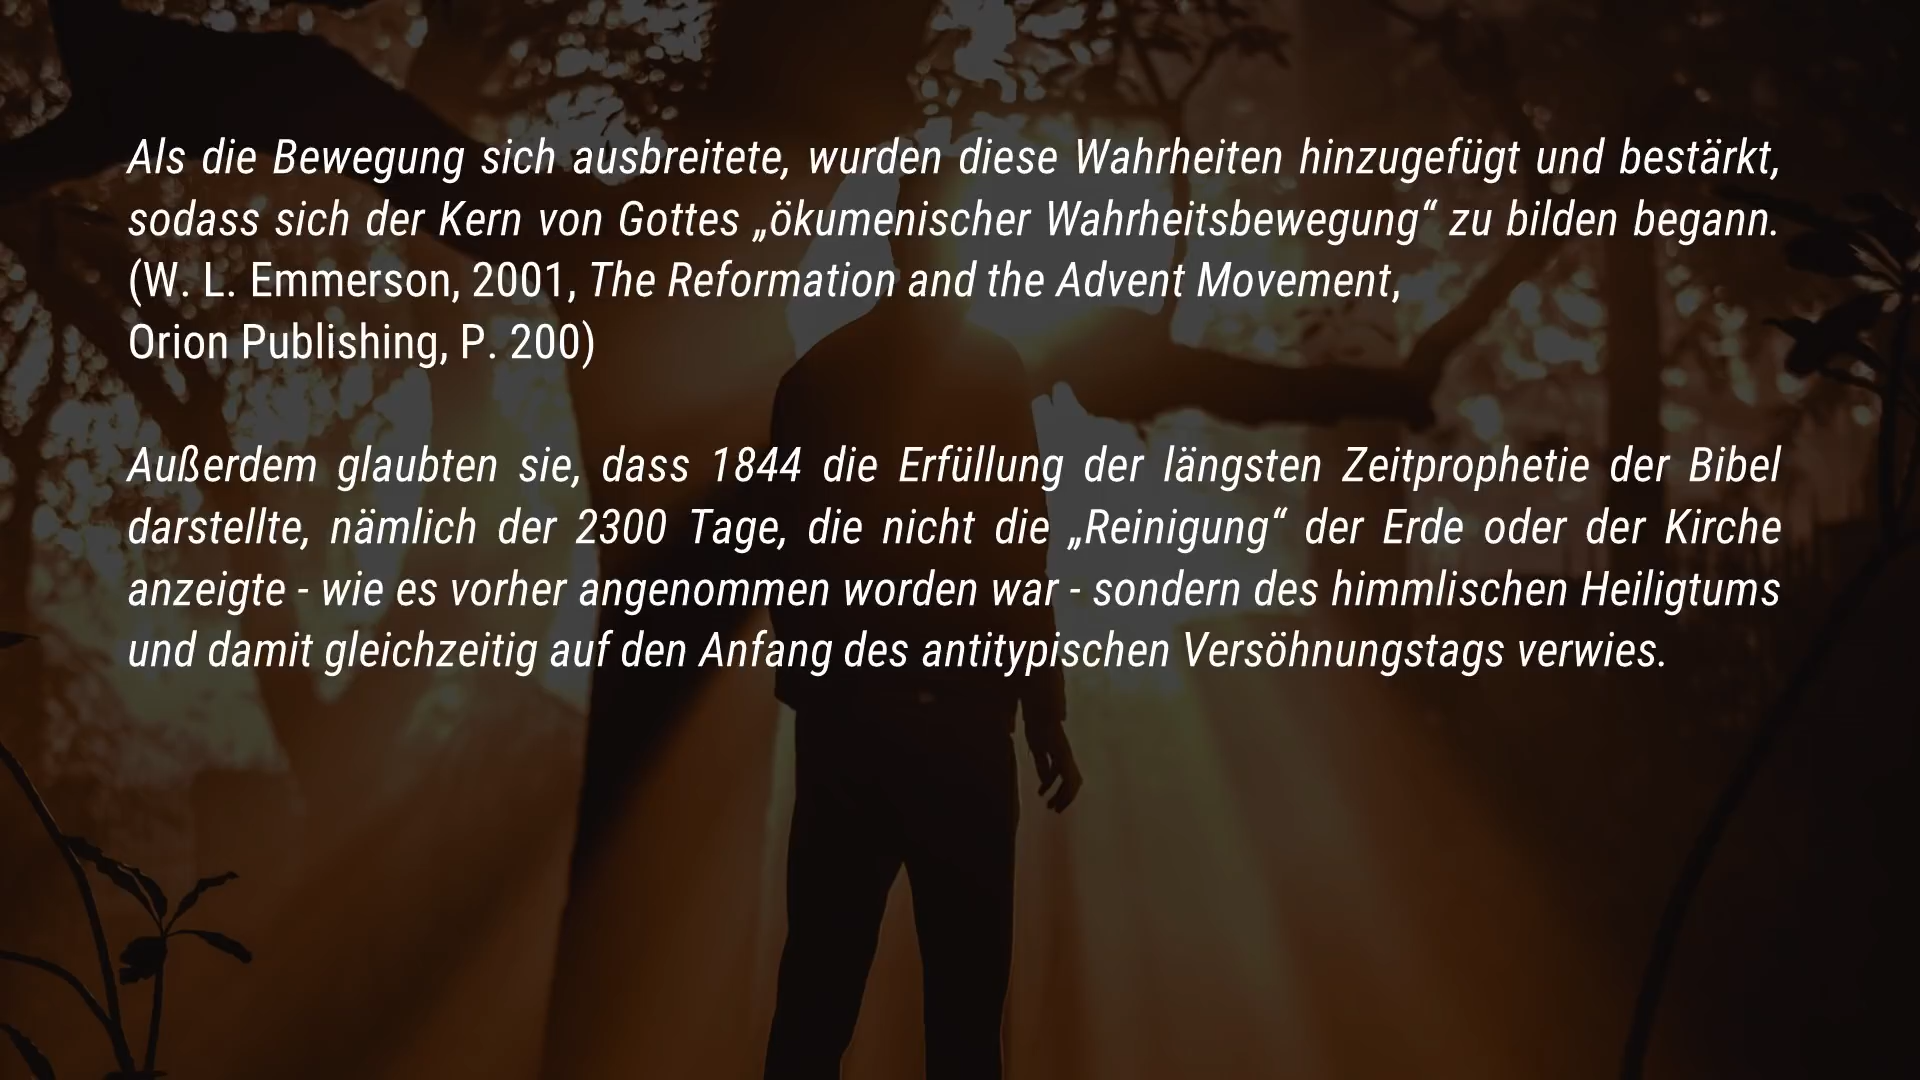 Als die Bewegung sich ausbreitete, wurden diese Wahrheiten hinzugefügt und bestärkt,
sodass sich der Kern von Gottes „ökumenischer Wahrheitsbewegung“ zu bilden begann.
(W. L. Emmerson, 2001, The Reformation and the Advent Movement,
Orion Publishing, P. 200)
Außerdem glaubten sie, dass 1844 die Erfüllung der längsten Zeitprophetie der Bibel
darstellte, nämlich der 2300 Tage, die nicht die „Reinigung“ der Erde oder der Kirche
anzeigte - wie es vorher angenommen worden war - sondern des himmlischen Heiligtums
und damit gleichzeitig auf den Anfang des antitypischen Versöhnungstags verwies.